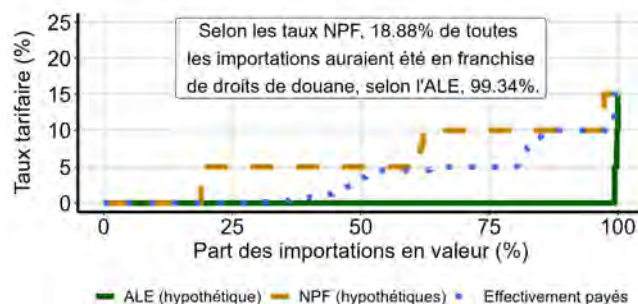 Selon les taux NPF, 18.88% de toutes
les importations auraient été en franchise
de droits de douane, selon l'ALE, 99.34%.
Taux tarifaire (%)
25
20
15
10
5
0
0 25 50 75 100
Part des importations en valeur (%)
ALE (hypothétique) NPF (hypothétiques) Effectivement payés